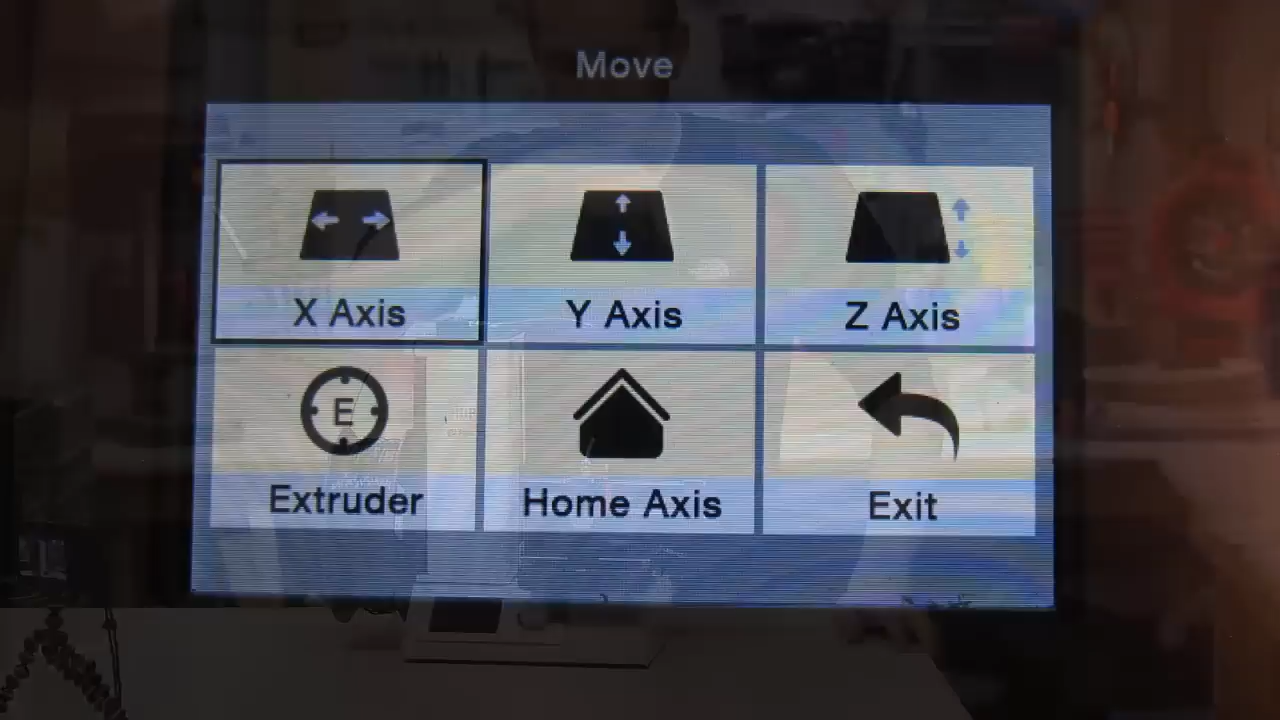 Move
X Axis
Y Axis
Z Axis
E
Extruder
Home Axis
Exit